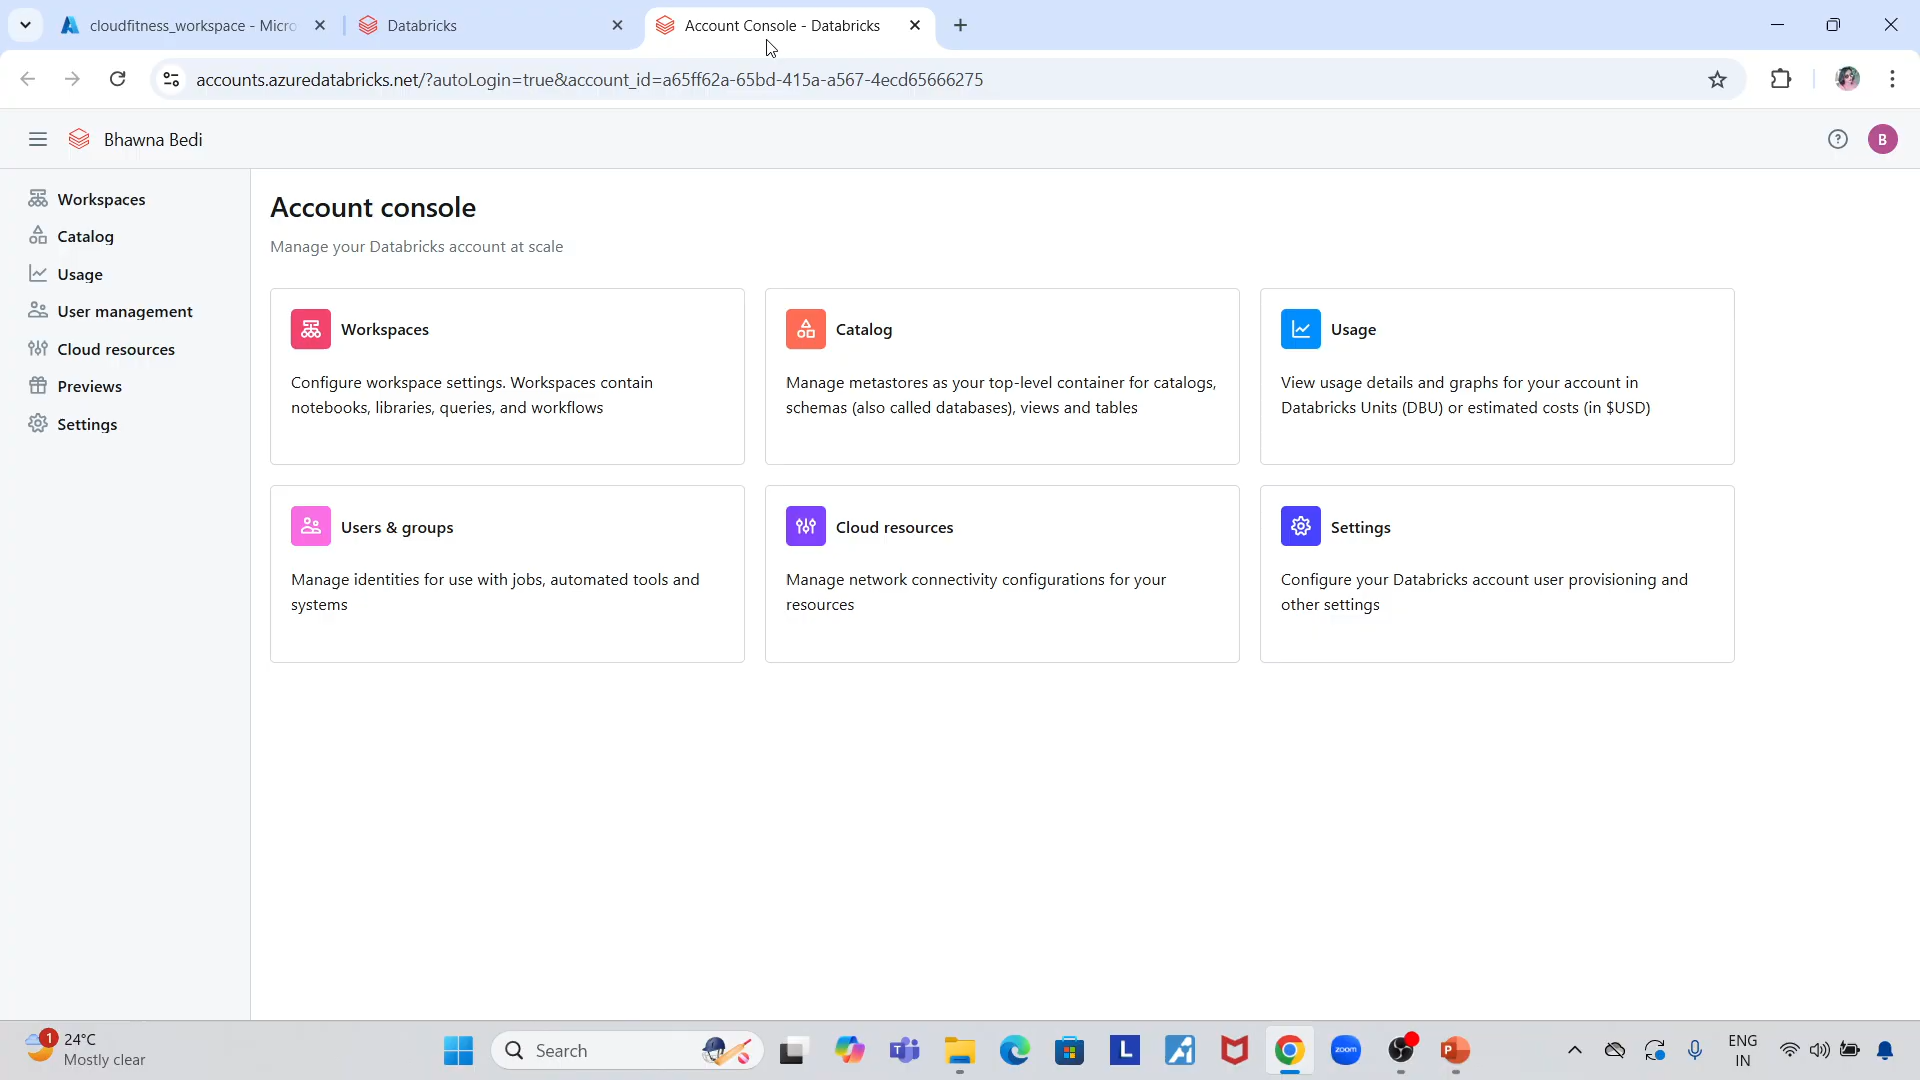 cloudfitness_workspace - Micro
Databricks
Account Console - Databricks
accounts.azuredatabricks.net/?autoLogin=true&account_id=a65ff62a-65bd-415a-a567-4ecd65666275
Bhawna Bedi
B
Workspaces
Catalog
Usage
User management
Cloud resources
Previews
Settings
Account console
Manage your Databricks account at scale
Workspaces
Configure workspace settings. Workspaces contain
notebooks, libraries, queries, and workflows
Catalog
Manage metastores as your top-level container for catalogs,
schemas (also called databases), views and tables
Usage
View usage details and graphs for your account in
Databricks Units (DBU) or estimated costs (in $USD)
Users & groups
Manage identities for use with jobs, automated tools and
systems
Cloud resources
Manage network connectivity configurations for your
resources
Settings
Configure your Databricks account user provisioning and
other settings
1
24°C
Mostly clear
Search
L
zoom
P
ENG
IN